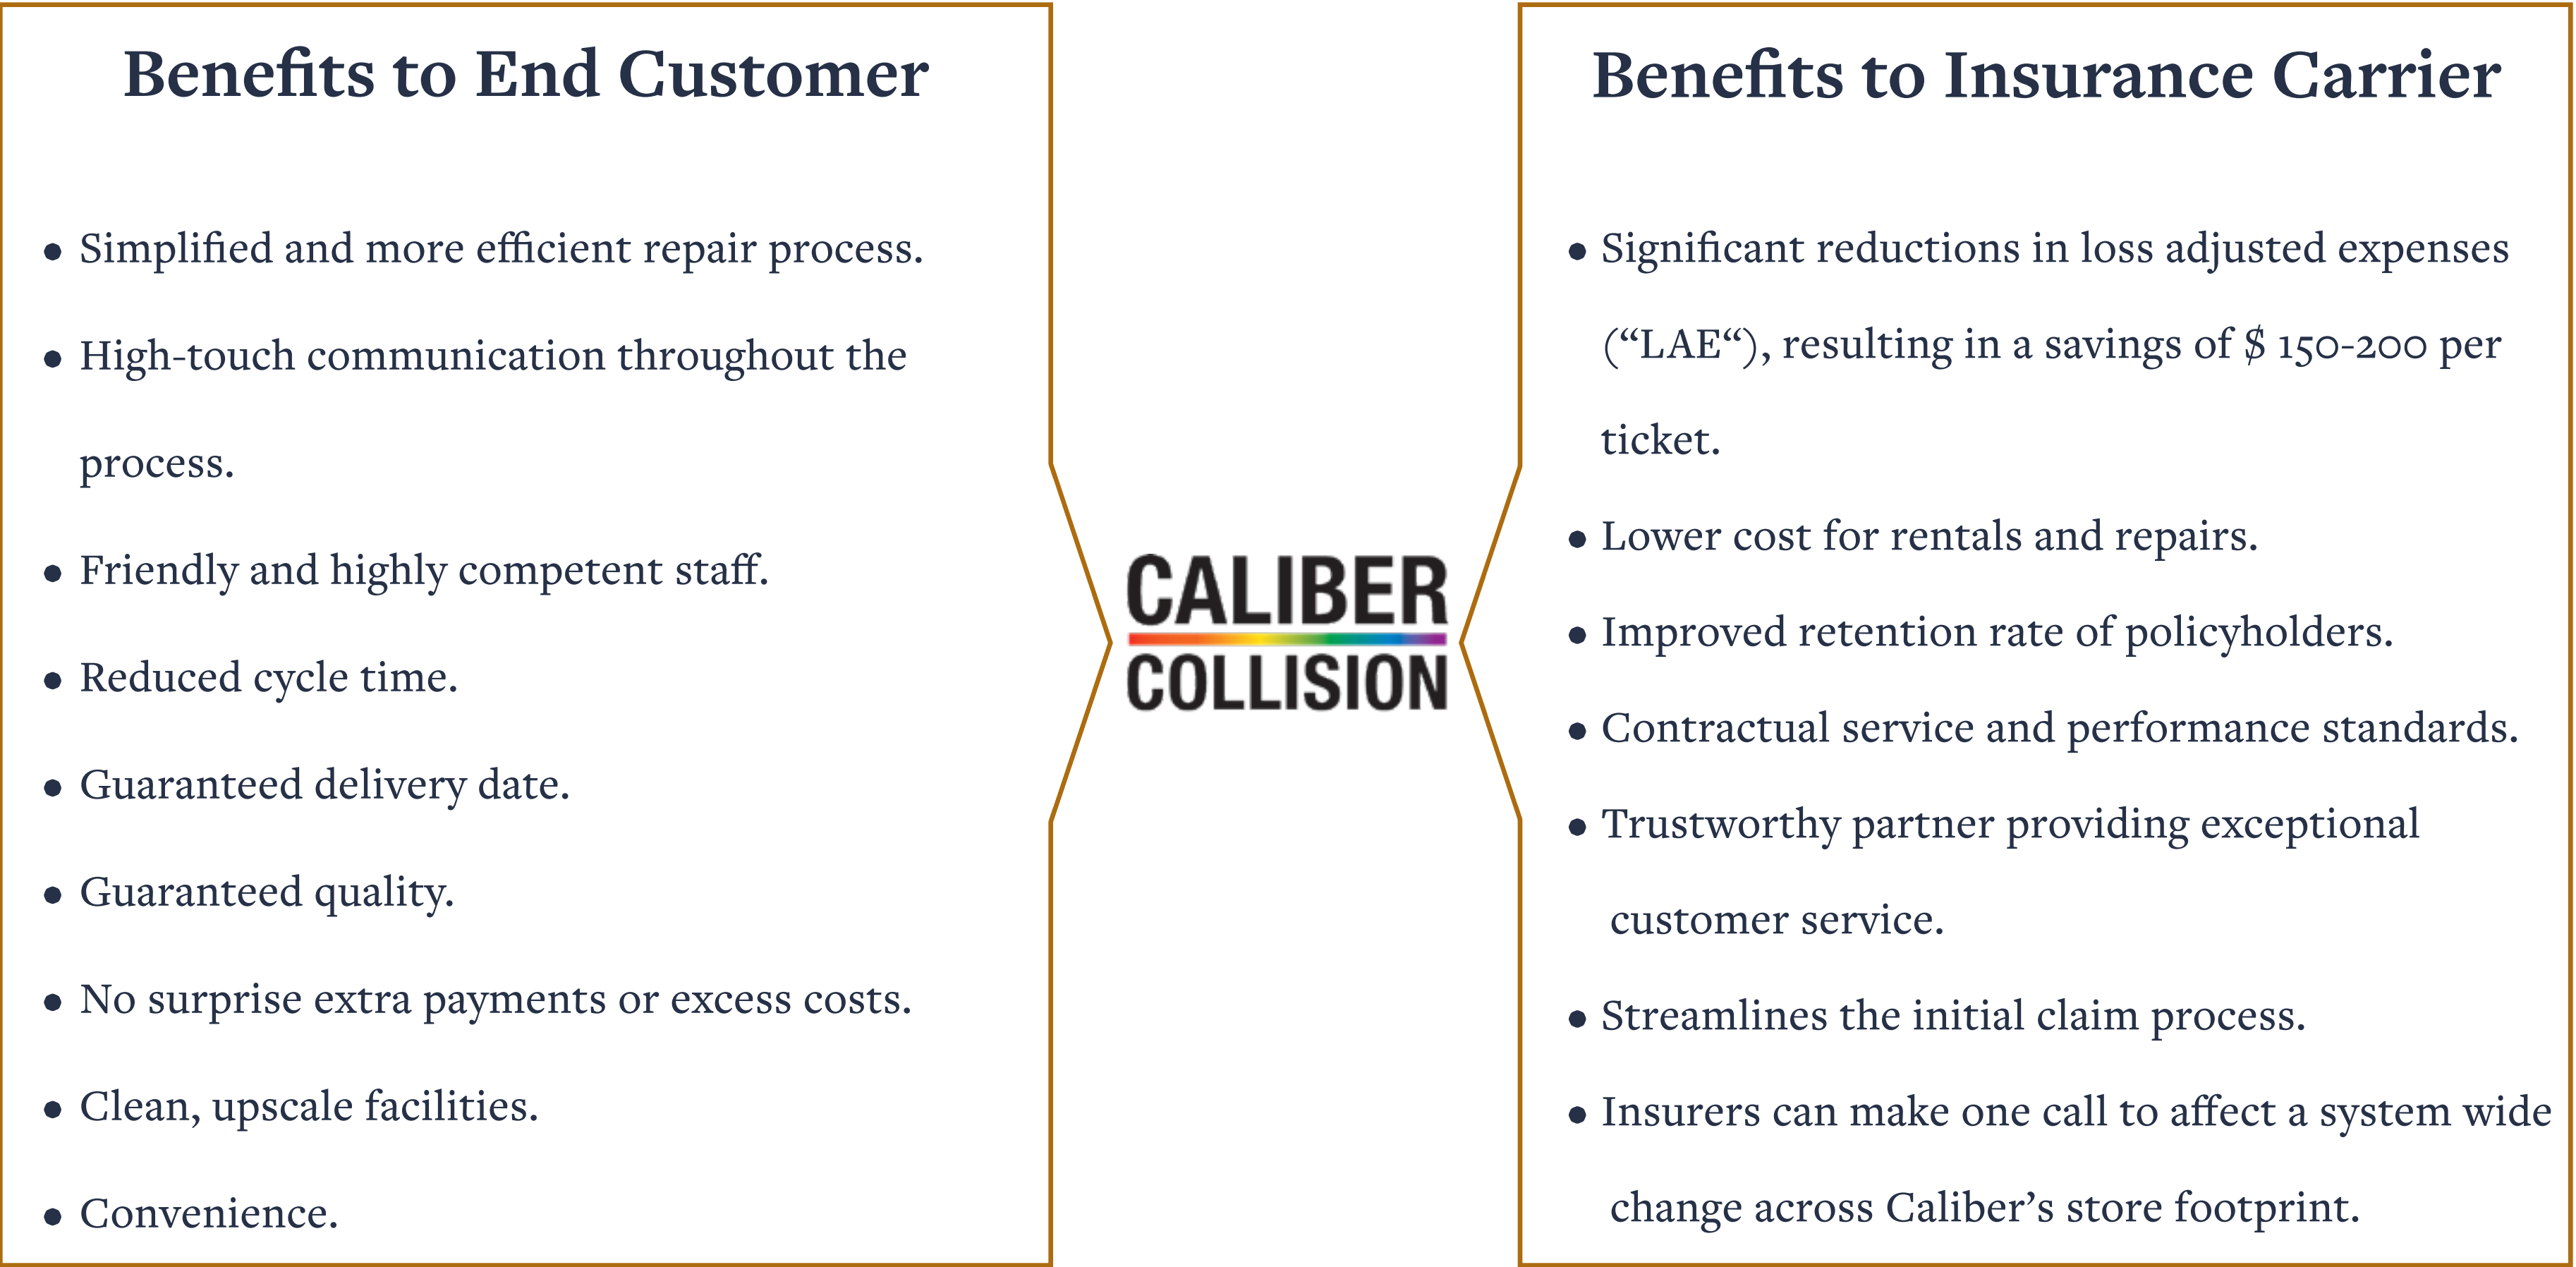 Benefits to End Customer
• Simplified and more efficient repair process.
• High-touch communication throughout the
process.
• Friendly and highly competent staff.
• Reduced cycle time.
• Guaranteed delivery date.
• Guaranteed quality.
• No surprise extra payments or excess costs.
• Clean, upscale facilities.
• Convenience.
CALIBER
COLLISION
Benefits to Insurance Carrier
• Significant reductions in loss adjusted expenses
(“LAE“), resulting in a savings of $ 150-200 per
ticket.
• Lower cost for rentals and repairs.
• Improved retention rate of policyholders.
• Contractual service and performance standards.
• Trustworthy partner providing exceptional
customer service.
• Streamlines the initial claim process.
• Insurers can make one call to affect a system wide
change across Caliber’s store footprint.